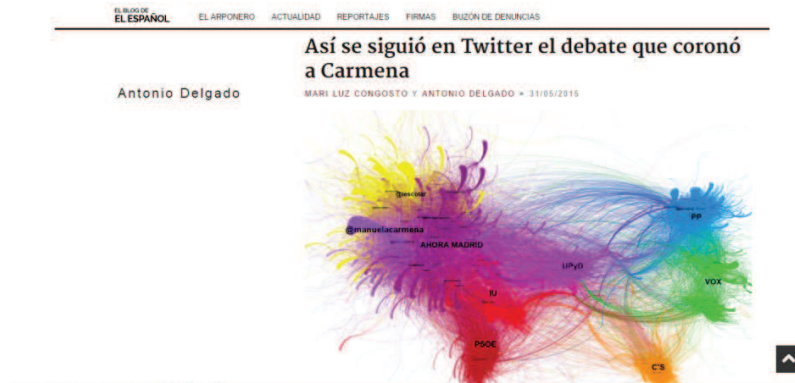 EL BLOG DE
EL ESPAÑOL
EL ARPONERO ACTUALIDAD REPORTAJES FIRMAS BUZÓN DE DENUNCIAS
Así se siguió en Twitter el debate que coronó
a Carmena
Antonio Delgado
MARI LUZ CONGOSTO Y ANTONIO DELGADO • 31/05/2015
@escolar
PP
@manuelacarmena
AHORA MADRID
UPyD
VOX
IU
PSOE
C'S